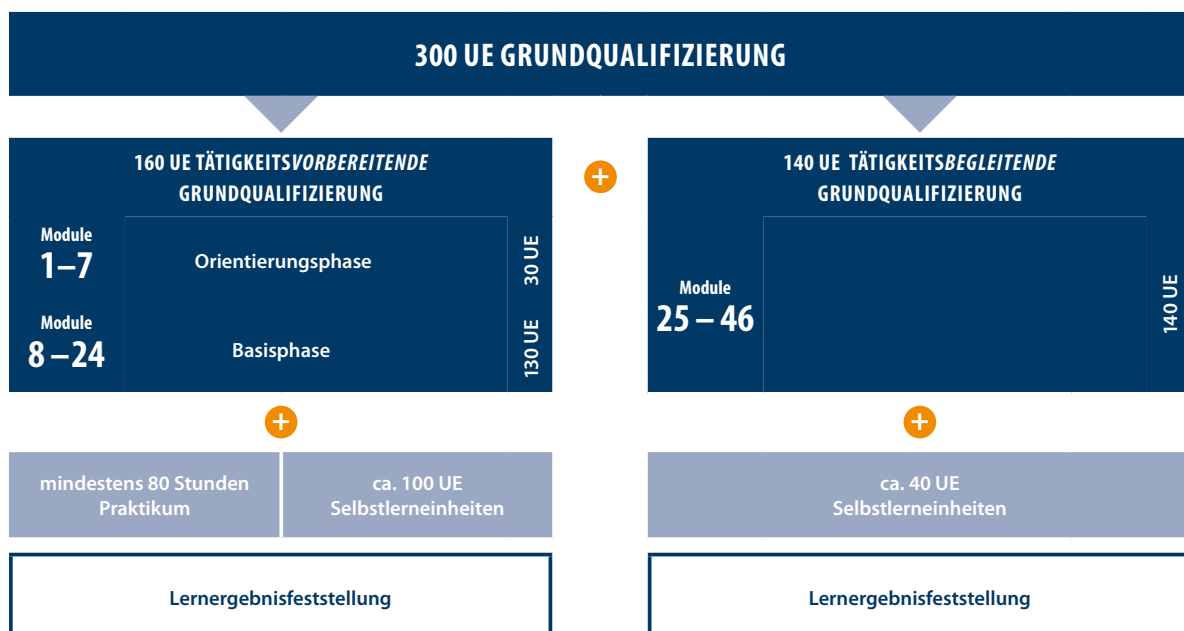 300 UE GRUNDQUALIFIZIERUNG
160 UE TÄTIGKEITSVORBEREITENDE
GRUNDQUALIFIZIERUNG
Module
1–7
Orientierungsphase
30 UE
Module
8–24
Basisphase
130 UE
mindestens 80 Stunden
Praktikum
ca. 100 UE
Selbstlerneinheiten
Lernergebnisfeststellung
140 UE TÄTIGKEITSBEGLEITENDE
GRUNDQUALIFIZIERUNG
Module
25 – 46
140 UE
ca. 40 UE
Selbstlerneinheiten
Lernergebnisfeststellung